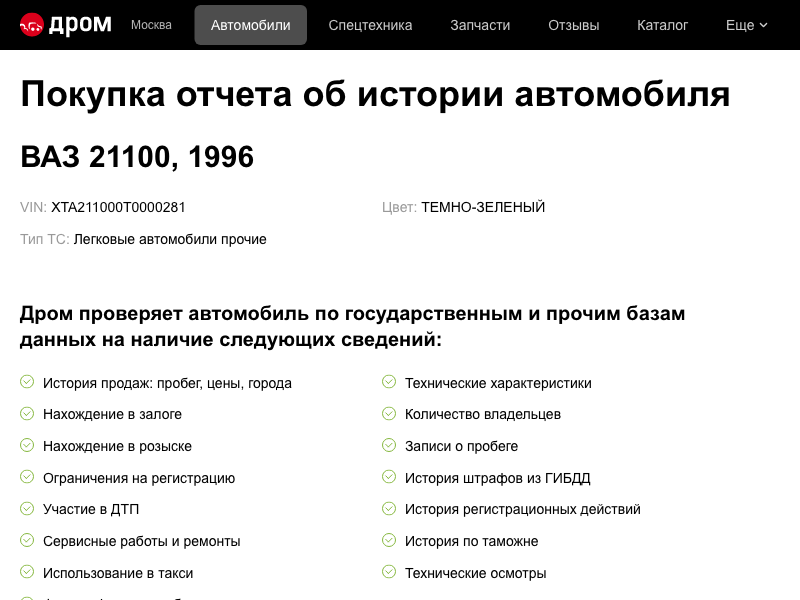 дром Москва Автомобили Спецтехника Запчасти Отзывы Каталог Еще
Покупка отчета об истории автомобиля
ВАЗ 21100, 1996
VIN: XTA211000T0000281 Цвет: ТЕМНО-ЗЕЛЕНЫЙ
Тип ТС: Легковые автомобили прочие
Дром проверяет автомобиль по государственным и прочим базам
данных на наличие следующих сведений:
История продаж: пробег, цены, города Технические характеристики
Нахождение в залоге Количество владельцев
Нахождение в розыске Записи о пробеге
Ограничения на регистрацию История штрафов из ГИБДД
Участие в ДТП История регистрационных действий
Сервисные работы и ремонты История по таможне
Использование в такси Технические осмотры